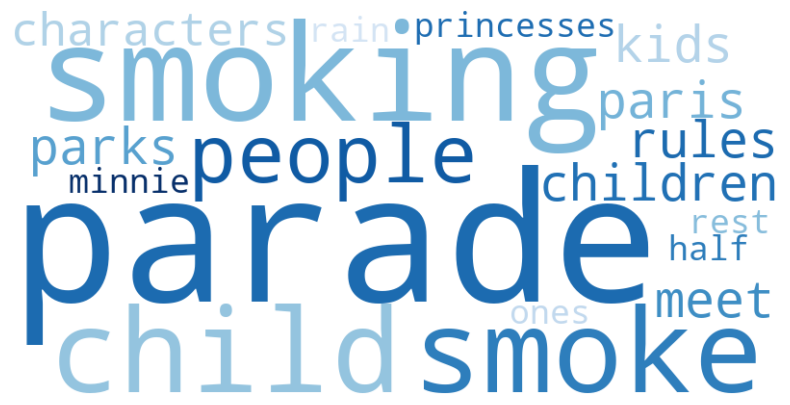 characters rain princesses
smoking kids
paris
parks people rules
minnie children
parade rest
half
meet
child ones
smoke